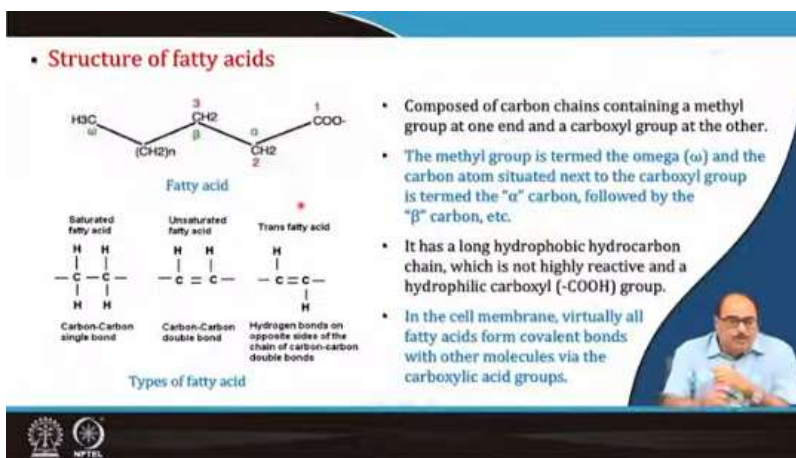 • Structure of fatty acids
3
1
H3C
CH2
COO-
ω
β
α
(CH2)n
CH2
2
Fatty acid
Saturated
fatty acid
Unsaturated
fatty acid
Trans fatty acid
H H
— C — C —
H H
H H
— C = C —
H
— C = C —
H
Carbon-Carbon
single bond
Carbon-Carbon
double bond
Hydrogen bonds on
opposite sides of the
chain of carbon-carbon
double bonds
Types of fatty acid
• Composed of carbon chains containing a methyl
group at one end and a carboxyl group at the other.
• The methyl group is termed the omega (ω) and the
carbon atom situated next to the carboxyl group
is termed the "α" carbon, followed by the
"β" carbon, etc.
• It has a long hydrophobic hydrocarbon
chain, which is not highly reactive and a
hydrophilic carboxyl (-COOH) group.
• In the cell membrane, virtually all
fatty acids form covalent bonds
with other molecules via the
carboxylic acid groups.
NPTEL